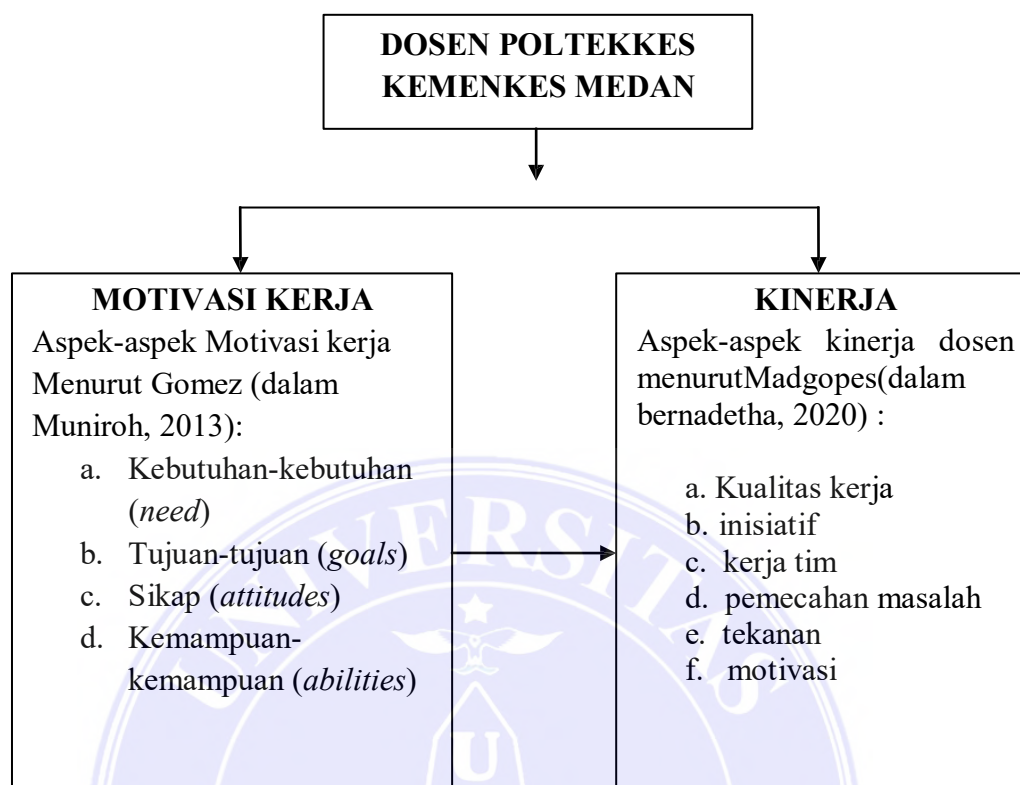 DOSEN POLTEKKES
KEMENKES MEDAN
MOTIVASI KERJA
Aspek-aspek Motivasi kerja
Menurut Gomez (dalam
Muniroh, 2013):
a. Kebutuhan-kebutuhan
(need)
b. Tujuan-tujuan (goals)
c. Sikap (attitudes)
d. Kemampuan-
kemampuan (abilities)
KINERJA
Aspek-aspek kinerja dosen
menurutMadgopes(dalam
bernadetha, 2020) :
a. Kualitas kerja
b. inisiatif
c. kerja tim
d. pemecahan masalah
e. tekanan
f. motivasi
UNIVERSITAS
U